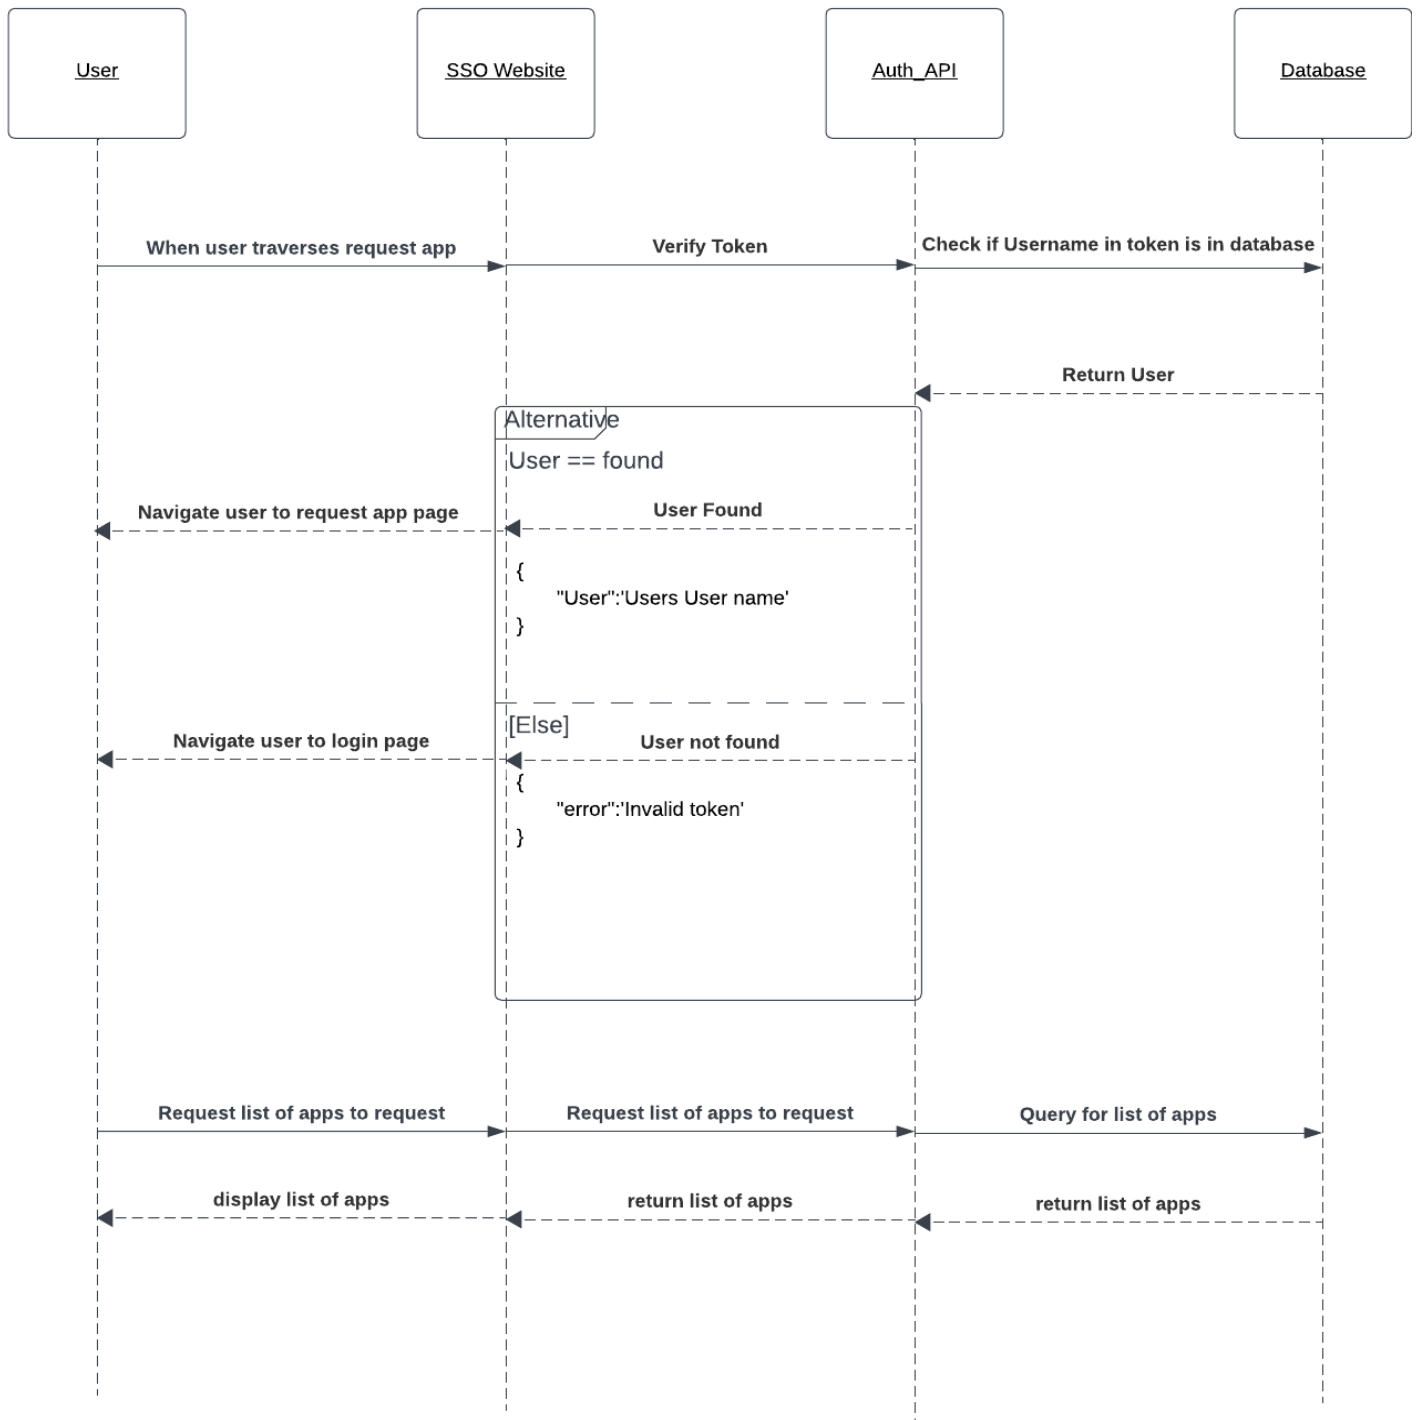 User
SSO Website
Auth_API
Database
When user traverses request app
Verify Token
Check if Username in token is in database
Return User
Alternative
User == found
Navigate user to request app page
User Found
{
"User":'Users User name'
}
[Else]
Navigate user to login page
User not found
{
"error":'Invalid token'
}
Request list of apps to request
Request list of apps to request
Query for list of apps
display list of apps
return list of apps
return list of apps